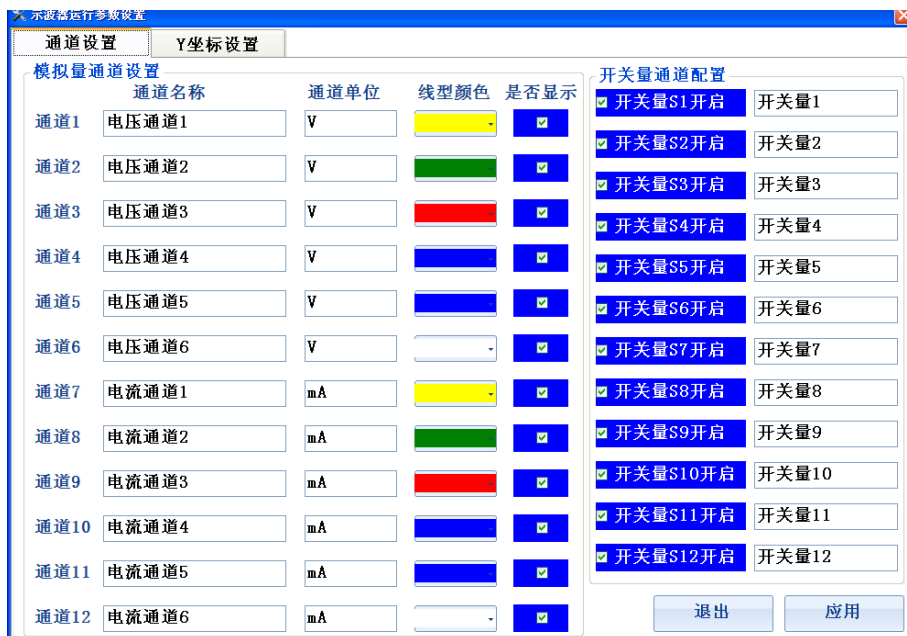 示波器运行参数设置
通道设置 Y坐标设置
模拟量通道设置
通道名称 通道单位 线型颜色 是否显示
通道1 电压通道1 V
通道2 电压通道2 V
通道3 电压通道3 V
通道4 电压通道4 V
通道5 电压通道5 V
通道6 电压通道6 V
通道7 电流通道1 mA
通道8 电流通道2 mA
通道9 电流通道3 mA
通道10 电流通道4 mA
通道11 电流通道5 mA
通道12 电流通道6 mA
开关量通道配置
开关量S1开启 开关量1
开关量S2开启 开关量2
开关量S3开启 开关量3
开关量S4开启 开关量4
开关量S5开启 开关量5
开关量S6开启 开关量6
开关量S7开启 开关量7
开关量S8开启 开关量8
开关量S9开启 开关量9
开关量S10开启 开关量10
开关量S11开启 开关量11
开关量S12开启 开关量12
退出 应用